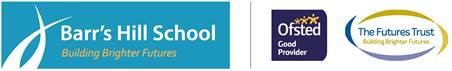 Barr's Hill School
Building Brighter Futures
Ofsted
Good
Provider
The Futures Trust
Building Brighter Futures